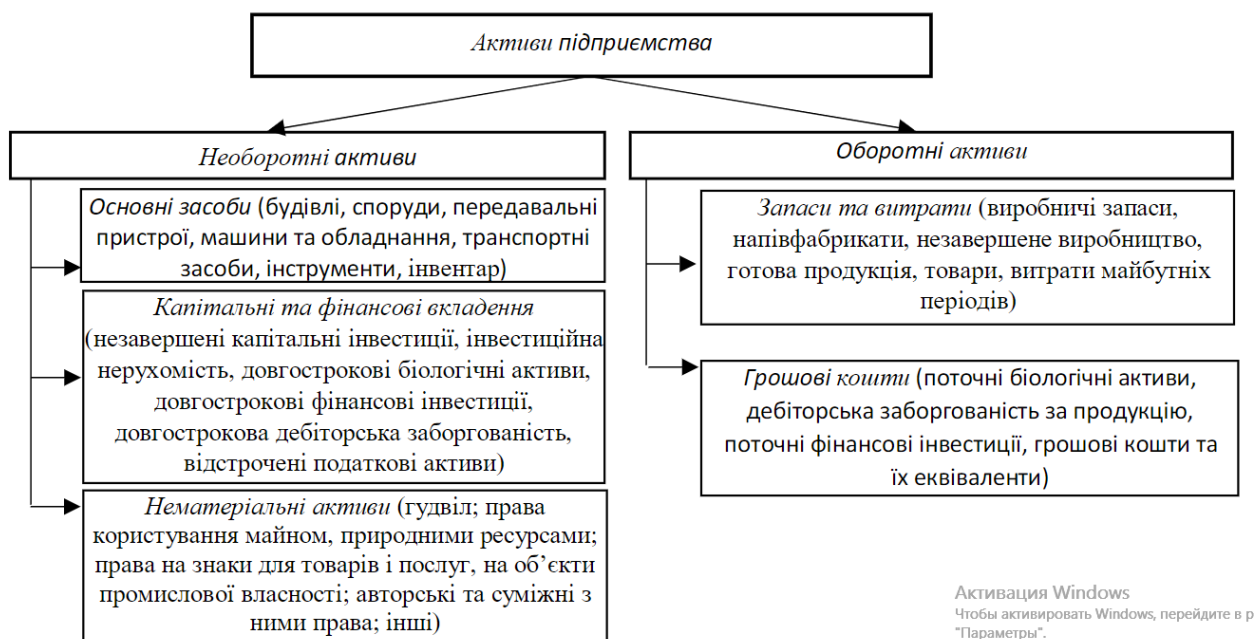 Активи підприємства
Необоротні активи
Основні засоби (будівлі, споруди, передавальні
пристрої, машини та обладнання, транспортні
засоби, інструменти, інвентар)
Капітальні та фінансові вкладення
(незавершені капітальні інвестиції, інвестиційна
нерухомість, довгострокові біологічні активи,
довгострокові фінансові інвестиції,
довгострокова дебіторська заборгованість,
відстрочені податкові активи)
Нематеріальні активи (гудвіл; права
користування майном, природними ресурсами;
права на знаки для товарів і послуг, на об’єкти
промислової власності; авторські та суміжні з
ними права; інші)
Оборотні активи
Запаси та витрати (виробничі запаси,
напівфабрикати, незавершене виробництво,
готова продукція, товари, витрати майбутніх
періодів)
Грошові кошти (поточні біологічні активи,
дебіторська заборгованість за продукцію,
поточні фінансові інвестиції, грошові кошти та
їх еквіваленти)
Активация Windows
Чтобы активировать Windows, перейдите в р
"Параметры".